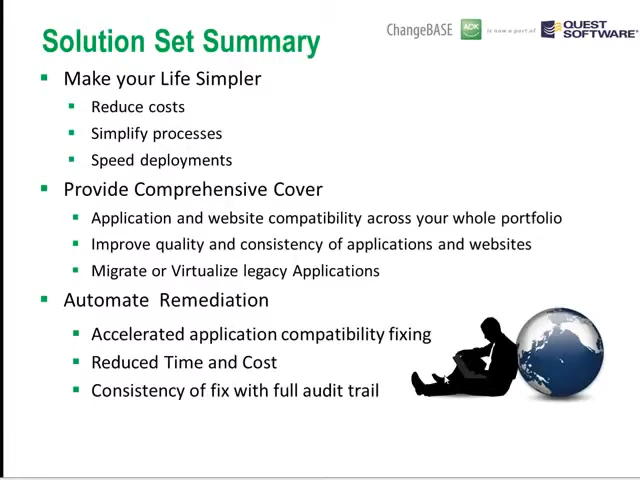 Solution Set Summary
ChangeBASE AOK is now a part of QUEST SOFTWARE®
Make your Life Simpler
Reduce costs
Simplify processes
Speed deployments
Provide Comprehensive Cover
Application and website compatibility across your whole portfolio
Improve quality and consistency of applications and websites
Migrate or Virtualize legacy Applications
Automate Remediation
Accelerated application compatibility fixing
Reduced Time and Cost
Consistency of fix with full audit trail